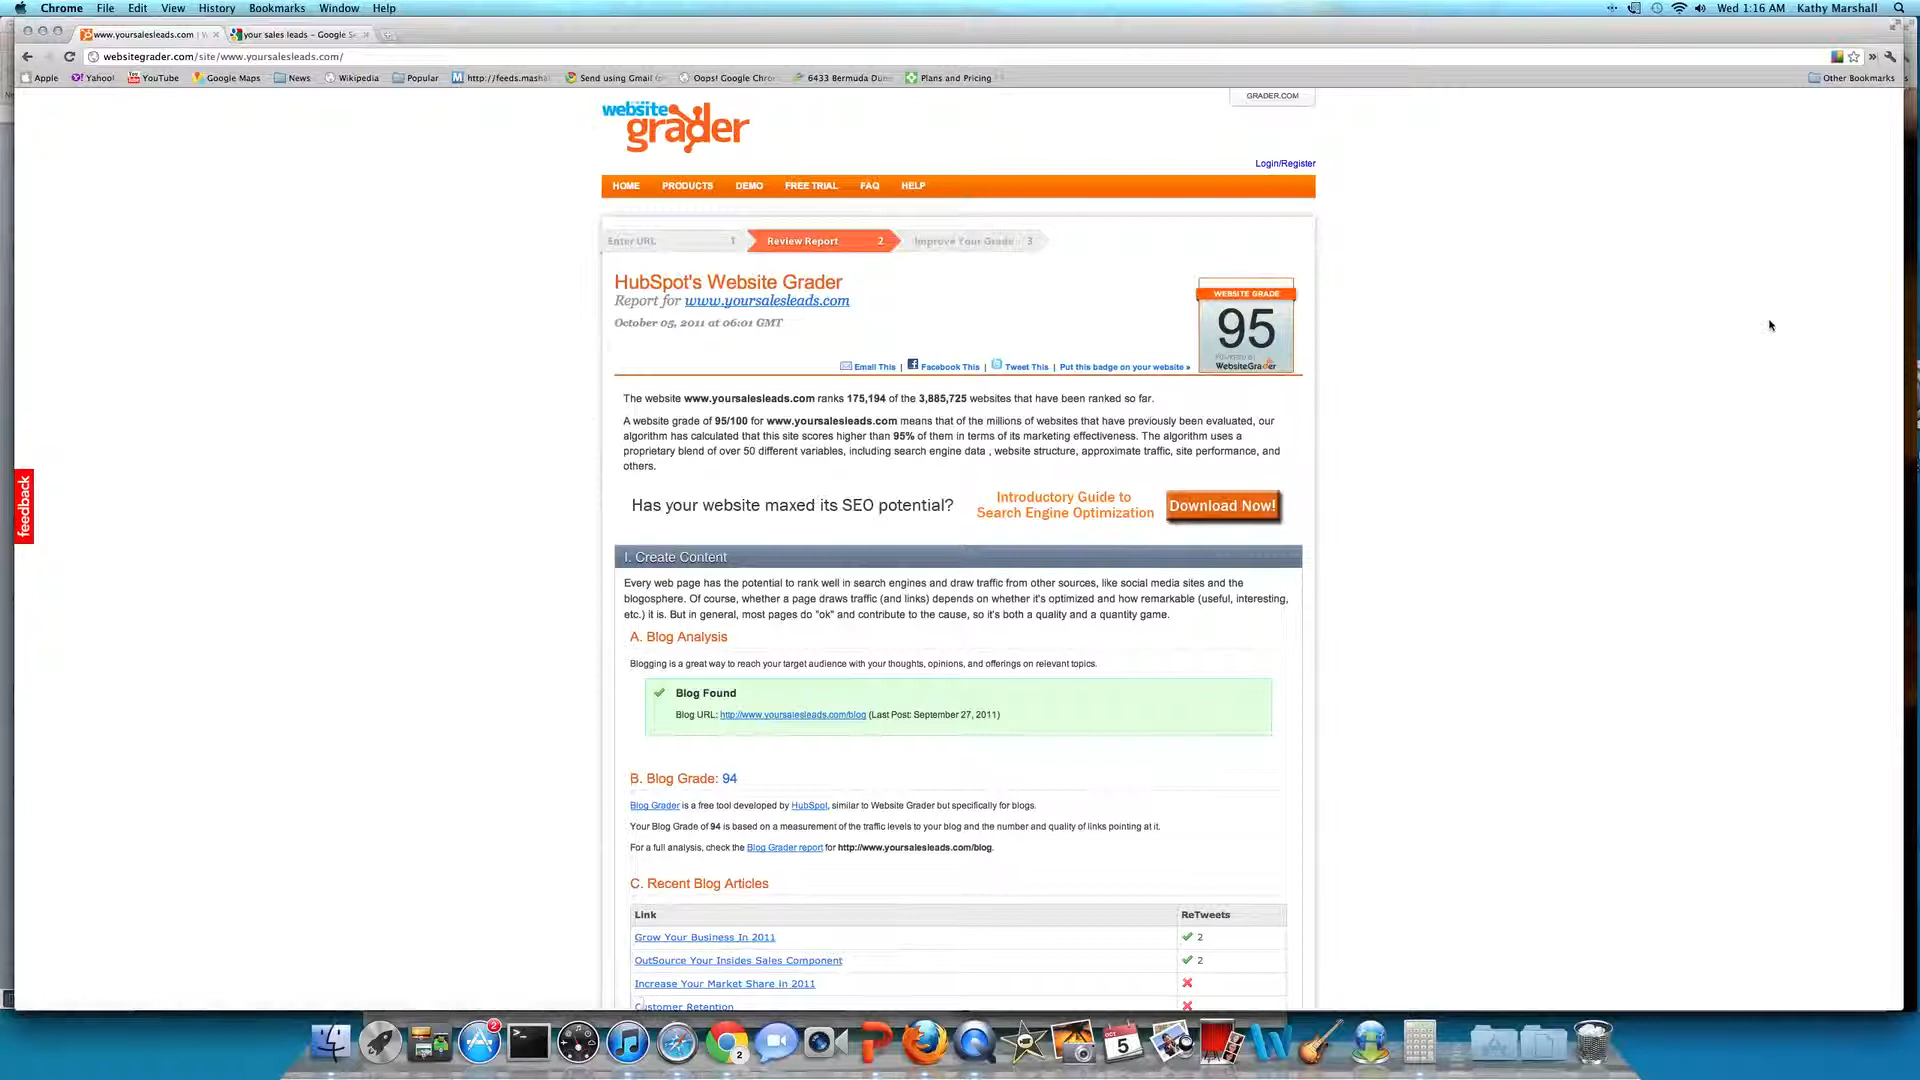 Chrome File Edit View History Bookmarks Window Help
Wed 1:16 AM Kathy Marshall
www.yoursalesleads.com | W
your sales leads - Google Se
websitegrader.com/site/www.yoursalesleads.com/
Apple Yahoo! YouTube Google Maps News Wikipedia Popular http://feeds.masha Send using Gmail ( Oops! Google Chro 6433 Bermuda Dun Plans and Pricing Other Bookmarks
GRADER.COM
website
grader
Login/Register
HOME PRODUCTS DEMO FREE TRIAL FAQ HELP
Enter URL 1 Review Report 2 Improve Your Grade 3
HubSpot's Website Grader
Report for www.yoursalesleads.com
October 05, 2011 at 06:01 GMT
WEBSITE GRADE
95
POWERED BY
WebsiteGrader
Email This | Facebook This | Tweet This | Put this badge on your website »
The website www.yoursalesleads.com ranks 175,194 of the 3,885,725 websites that have been ranked so far.
A website grade of 95/100 for www.yoursalesleads.com means that of the millions of websites that have previously been evaluated, our
algorithm has calculated that this site scores higher than 95% of them in terms of its marketing effectiveness. The algorithm uses a
proprietary blend of over 50 different variables, including search engine data , website structure, approximate traffic, site performance, and
others.
feedback
Has your website maxed its SEO potential?
Introductory Guide to
Search Engine Optimization
Download Now!
I. Create Content
Every web page has the potential to rank well in search engines and draw traffic from other sources, like social media sites and the
blogosphere. Of course, whether a page draws traffic (and links) depends on whether it's optimized and how remarkable (useful, interesting,
etc.) it is. But in general, most pages do "ok" and contribute to the cause, so it's both a quality and a quantity game.
A. Blog Analysis
Blogging is a great way to reach your target audience with your thoughts, opinions, and offerings on relevant topics.
Blog Found
Blog URL: http://www.yoursalesleads.com/blog (Last Post: September 27, 2011)
B. Blog Grade: 94
Blog Grader is a free tool developed by HubSpot, similar to Website Grader but specifically for blogs.
Your Blog Grade of 94 is based on a measurement of the traffic levels to your blog and the number and quality of links pointing at it.
For a full analysis, check the Blog Grader report for http://www.yoursalesleads.com/blog.
C. Recent Blog Articles
Link ReTweets
Grow Your Business In 2011 2
OutSource Your Insides Sales Component 2
Increase Your Market Share in 2011
Customer Retention
2
2
OCT
5